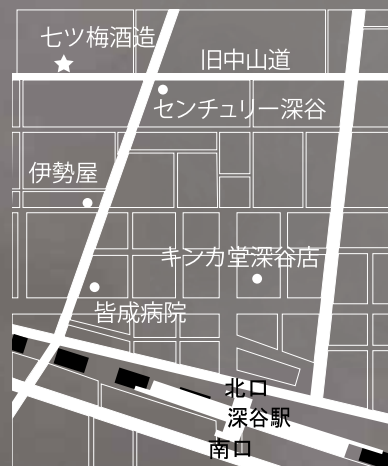 七ツ梅酒造
旧中山道
センチュリー深谷
伊勢屋
キンカ堂深谷店
皆成病院
北口
深谷駅
南口